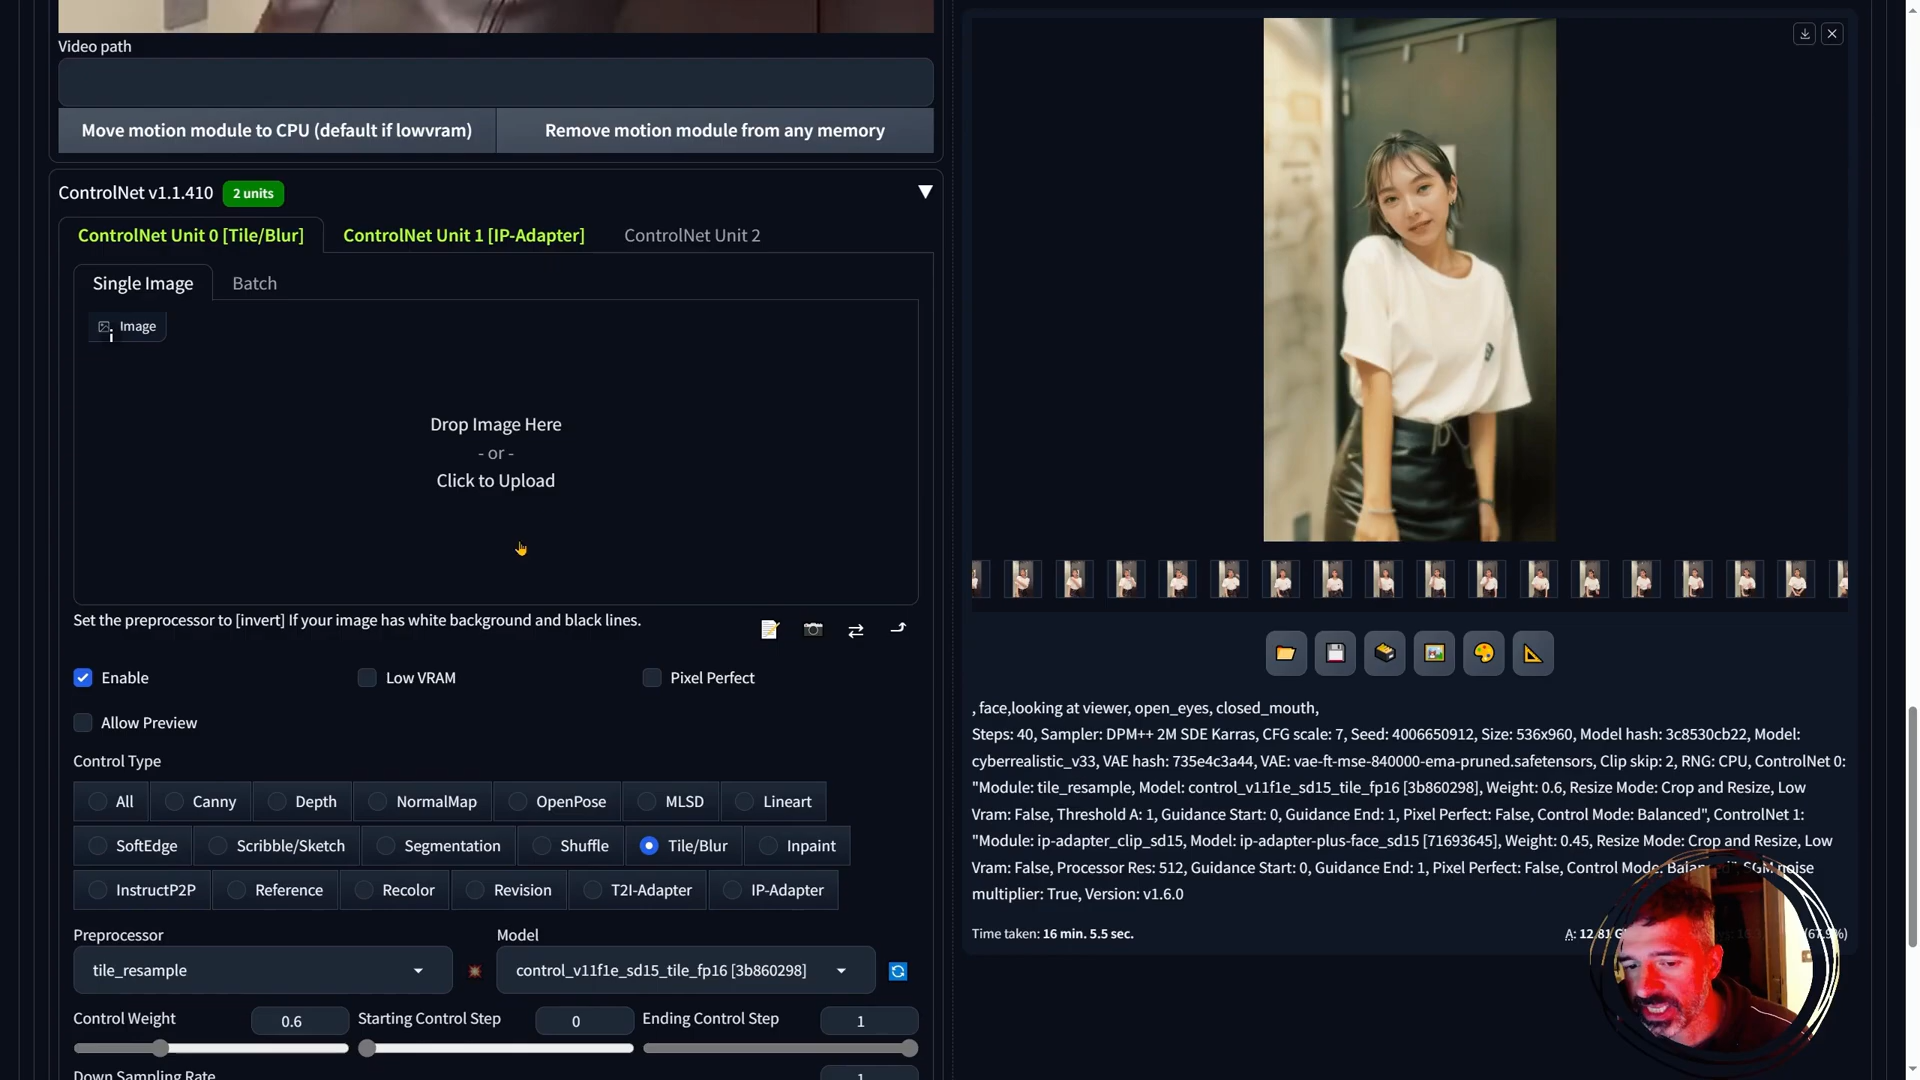 Video path
Move motion module to CPU (default if lowvram)
Remove motion module from any memory
ControlNet v1.1.410
2 units
ControlNet Unit 0 [Tile/Blur]
ControlNet Unit 1 [IP-Adapter]
ControlNet Unit 2
Single Image
Batch
Image
Drop Image Here
- or -
Click to Upload
Set the preprocessor to [invert] If your image has white background and black lines.
Enable
Low VRAM
Pixel Perfect
Allow Preview
Control Type
All
Canny
Depth
NormalMap
OpenPose
MLSD
Lineart
SoftEdge
Scribble/Sketch
Segmentation
Shuffle
Tile/Blur
Inpaint
InstructP2P
Reference
Recolor
Revision
T2I-Adapter
IP-Adapter
Preprocessor
Model
tile_resample
control_v11f1e_sd15_tile_fp16 [3b860298]
Control Weight
0.6
Starting Control Step
0
Ending Control Step
1
Down Sampling Rate
1
, face,looking at viewer, open_eyes, closed_mouth,
Steps: 40, Sampler: DPM++ 2M SDE Karras, CFG scale: 7, Seed: 4006650912, Size: 536x960, Model hash: 3c8530cb22, Model:
cyberrealistic_v33, VAE hash: 735e4c3a44, VAE: vae-ft-mse-840000-ema-pruned.safetensors, Clip skip: 2, RNG: CPU, ControlNet 0:
"Module: tile_resample, Model: control_v11f1e_sd15_tile_fp16 [3b860298], Weight: 0.6, Resize Mode: Crop and Resize, Low
Vram: False, Threshold A: 1, Guidance Start: 0, Guidance End: 1, Pixel Perfect: False, Control Mode: Balanced", ControlNet 1:
"Module: ip-adapter_clip_sd15, Model: ip-adapter-plus-face_sd15 [71693645], Weight: 0.45, Resize Mode: Crop and Resize, Low
Vram: False, Processor Res: 512, Guidance Start: 0, Guidance End: 1, Pixel Perfect: False, Control Mode: noise
multiplier: True, Version: v1.6.0
Time taken: 16 min. 5.5 sec.
A: 12.81